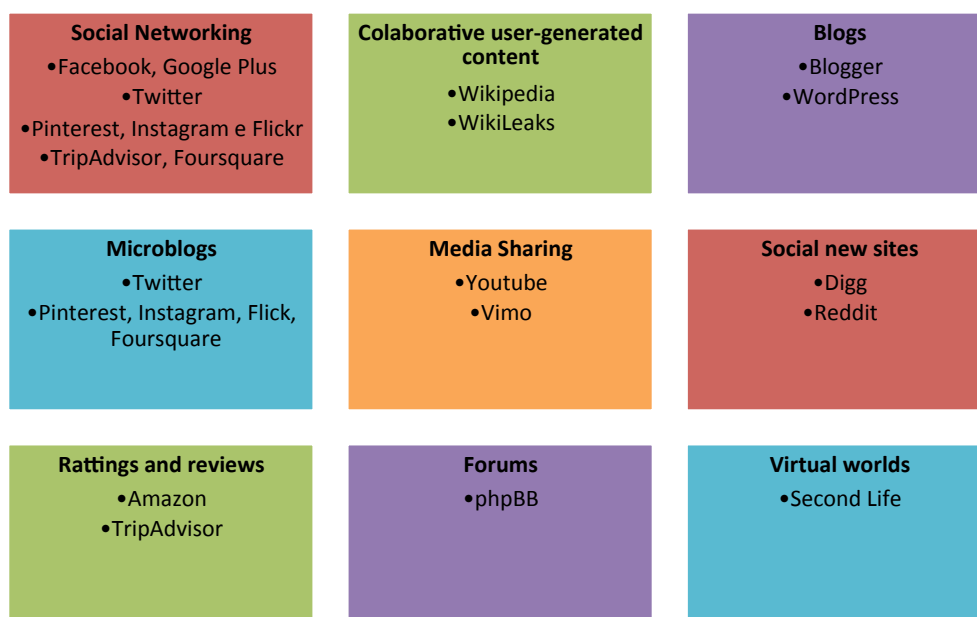 Social Networking
•Facebook, Google Plus
•Twitter
•Pinterest, Instagram e Flickr
•TripAdvisor, Foursquare
Colaborative user-generated
content
•Wikipedia
•WikiLeaks
Blogs
•Blogger
•WordPress
Microblogs
•Twitter
•Pinterest, Instagram, Flick,
Foursquare
Media Sharing
•Youtube
•Vimo
Social new sites
•Digg
•Reddit
Rattings and reviews
•Amazon
•TripAdvisor
Forums
•phpBB
Virtual worlds
•Second Life